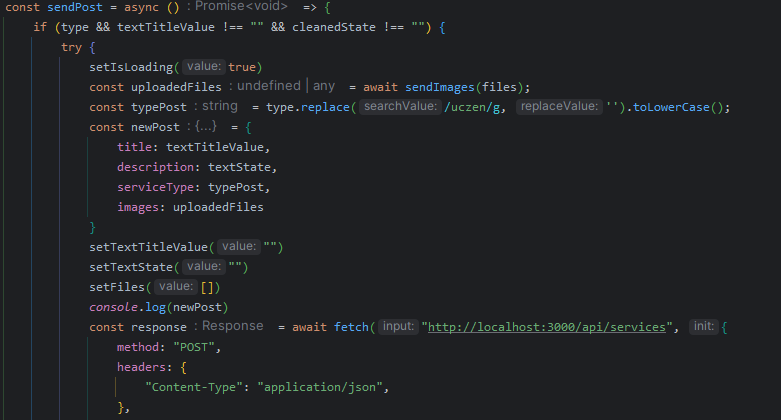 const sendPost = async () : Promise<void> => {
    if (type && textTitleValue !== "" && cleanedState !== "") {
        try {
            setIsLoading( value: true)
            const uploadedFiles : undefined | any = await sendImages(files);
            const typePost : string = type.replace( searchValue: /uczen/g, replaceValue: '').toLowerCase();
            const newPost : {...} = {
                title: textTitleValue,
                description: textState,
                serviceType: typePost,
                images: uploadedFiles
            }
            setTextTitleValue( value: "")
            setTextState( value: "")
            setFiles( value: [])
            console.log(newPost)
            const response : Response = await fetch( input: "http://localhost:3000/api/services", init: {
                method: "POST",
                headers: {
                    "Content-Type": "application/json",
                },